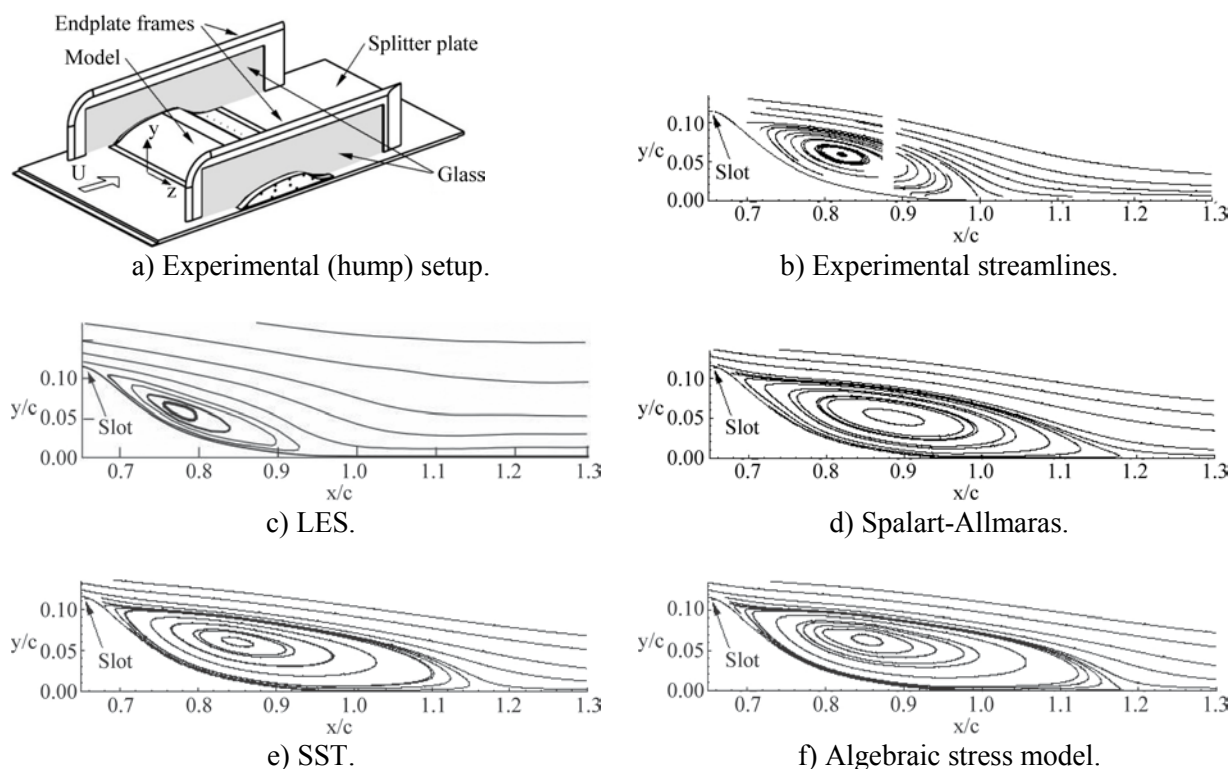 Endplate frames
Model
Splitter plate
y
U
z
Glass
a) Experimental (hump) setup.
0.10
y/c
0.05
Slot
0.00
0.7 0.8 0.9 1.0 1.1 1.2 1.3
x/c
b) Experimental streamlines.
0.10
y/c
0.05
Slot
0.00
0.7 0.8 0.9 1.0 1.1 1.2 1.3
x/c
c) LES.
0.10
y/c
0.05
Slot
0.00
0.7 0.8 0.9 1.0 1.1 1.2 1.3
x/c
d) Spalart-Allmaras.
0.10
y/c
0.05
Slot
0.00
0.7 0.8 0.9 1.0 1.1 1.2 1.3
x/c
e) SST.
0.10
y/c
0.05
Slot
0.00
0.7 0.8 0.9 1.0 1.1 1.2 1.3
x/c
f) Algebraic stress model.